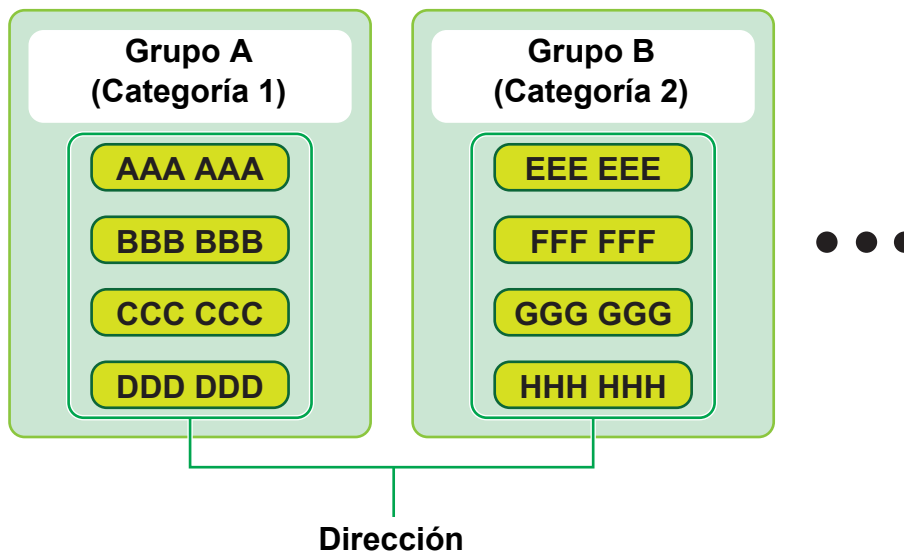 Grupo A
(Categoría 1)
AAA AAA
BBB BBB
CCC CCC
DDD DDD
Grupo B
(Categoría 2)
EEE EEE
FFF FFF
GGG GGG
HHH HHH
Dirección